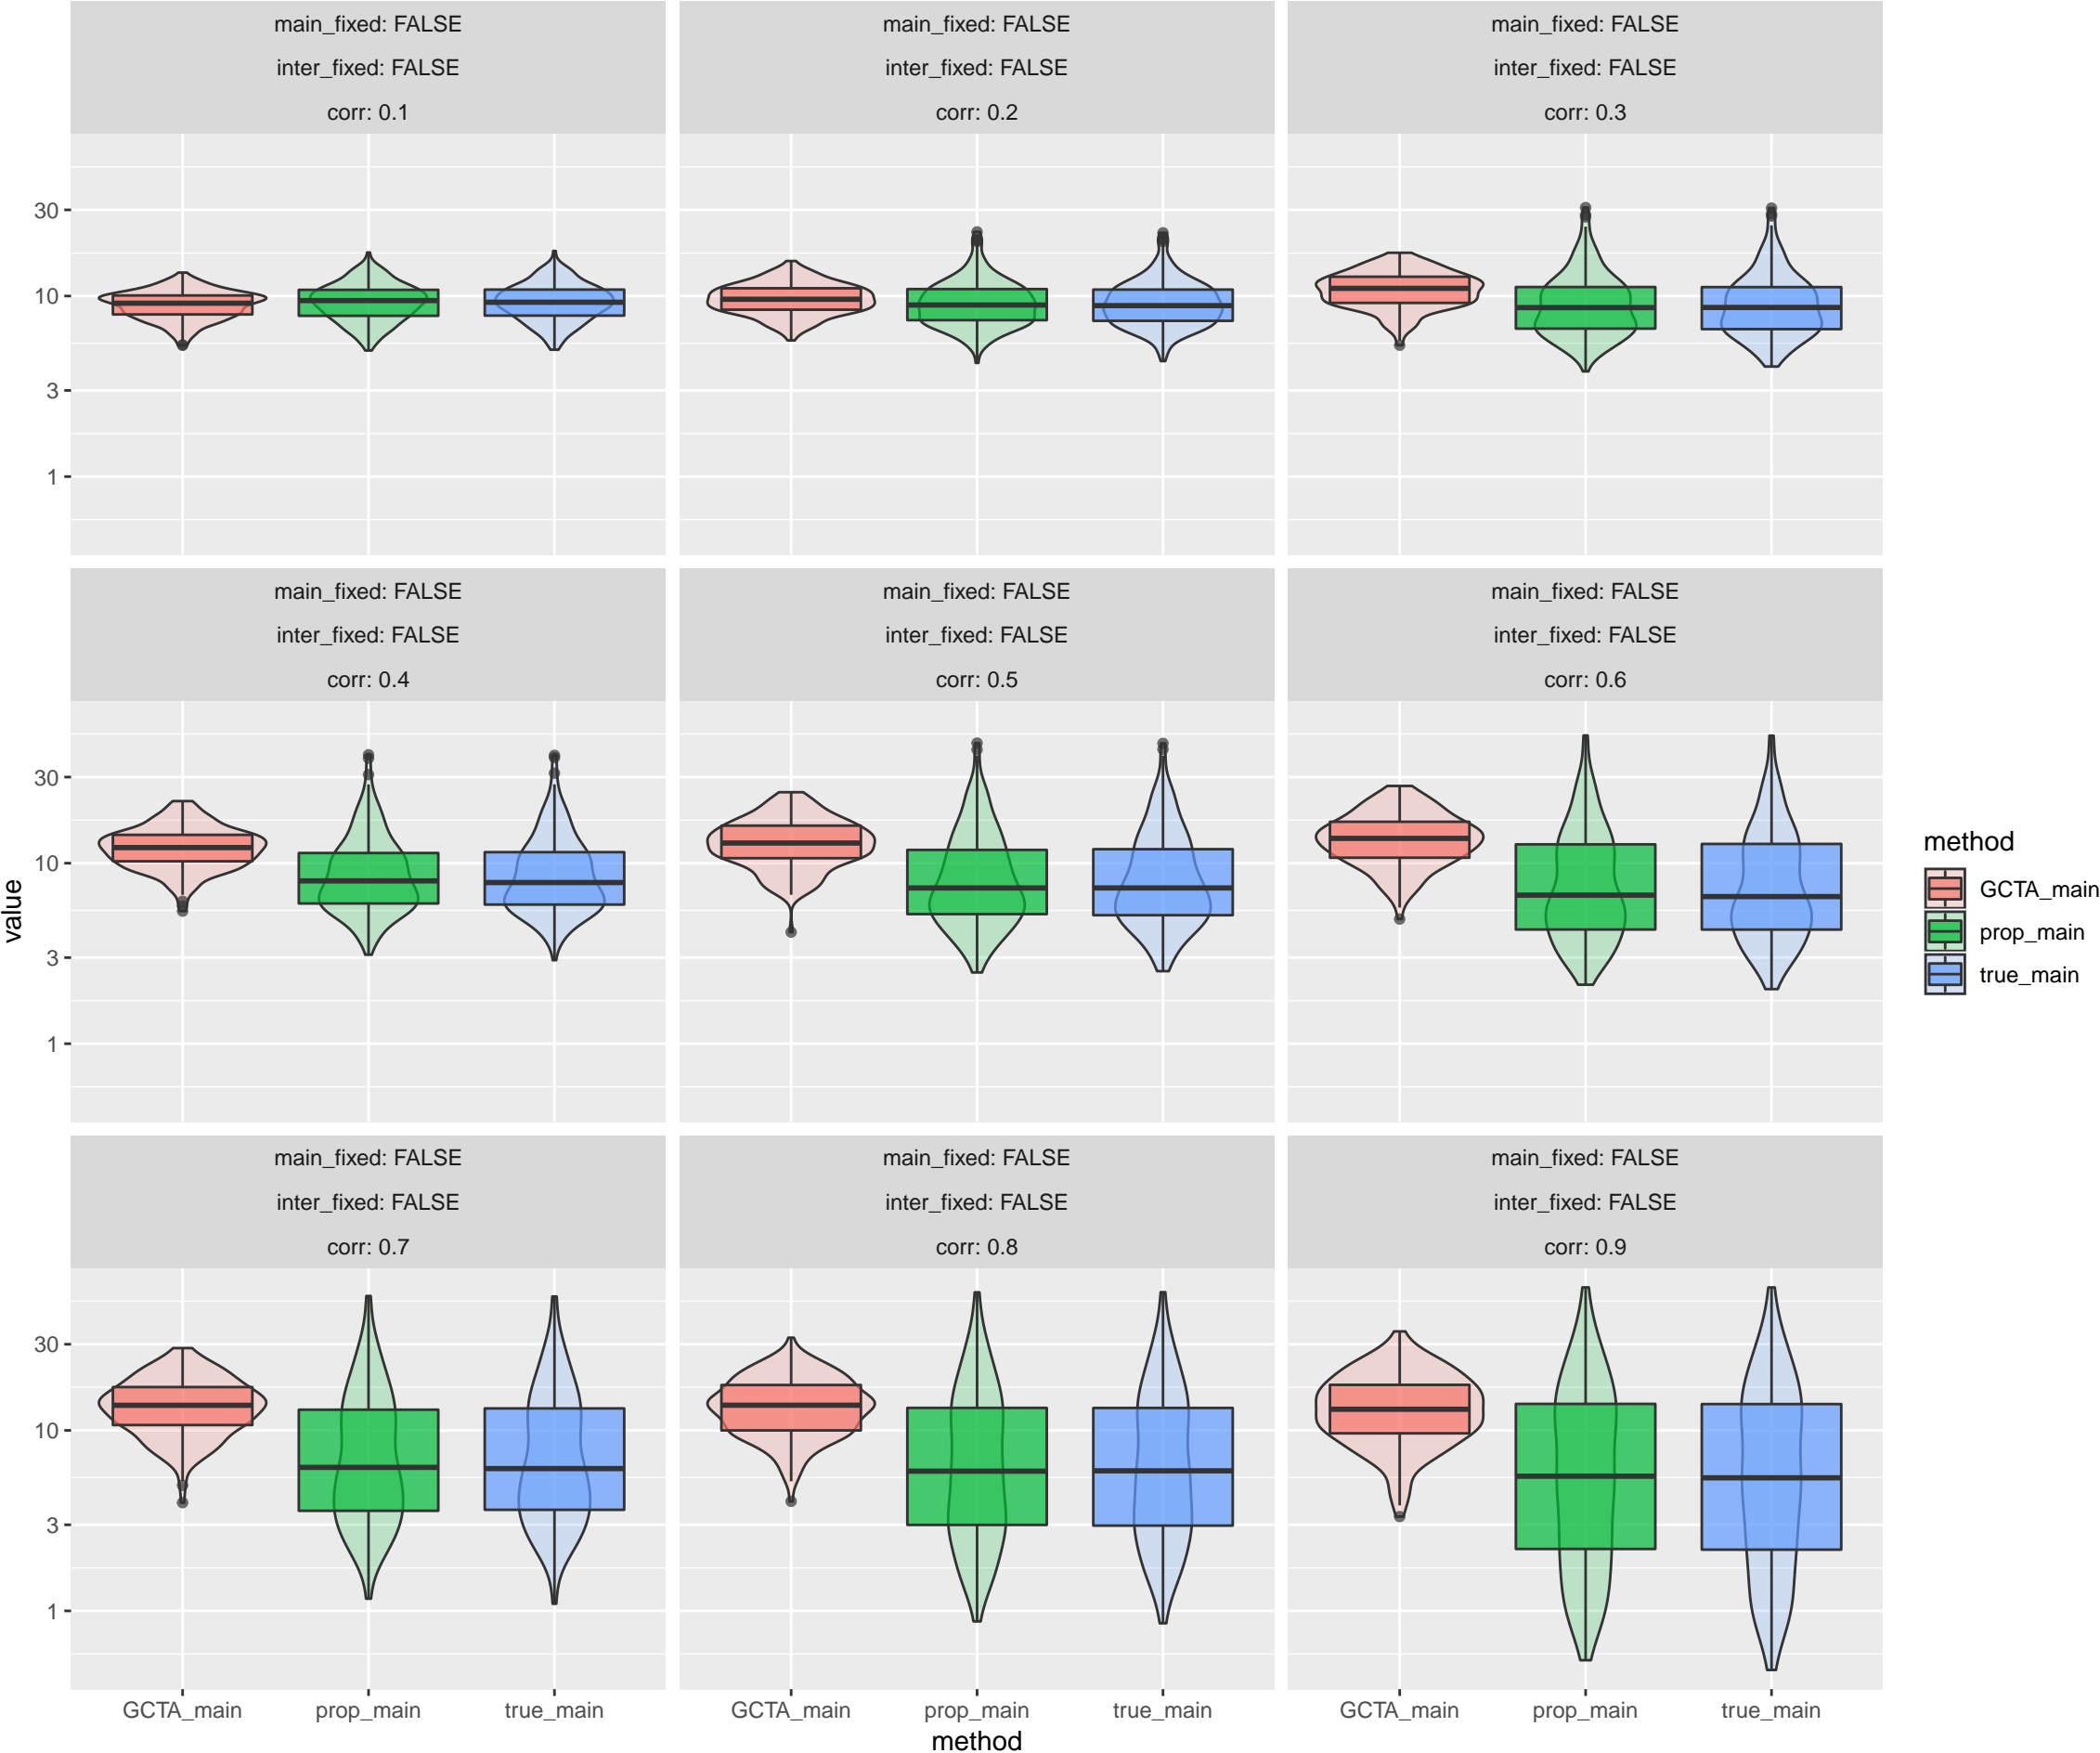 main_fixed: FALSE
inter_fixed: FALSE
corr: 0.1
main_fixed: FALSE
inter_fixed: FALSE
corr: 0.2
main_fixed: FALSE
inter_fixed: FALSE
corr: 0.3
30
10
3
1
main_fixed: FALSE
inter_fixed: FALSE
corr: 0.4
main_fixed: FALSE
inter_fixed: FALSE
corr: 0.5
main_fixed: FALSE
inter_fixed: FALSE
corr: 0.6
30
10
3
1
value
main_fixed: FALSE
inter_fixed: FALSE
corr: 0.7
main_fixed: FALSE
inter_fixed: FALSE
corr: 0.8
main_fixed: FALSE
inter_fixed: FALSE
corr: 0.9
30
10
3
1
GCTA_main prop_main true_main
GCTA_main prop_main true_main
GCTA_main prop_main true_main
method
method
GCTA_main
prop_main
true_main